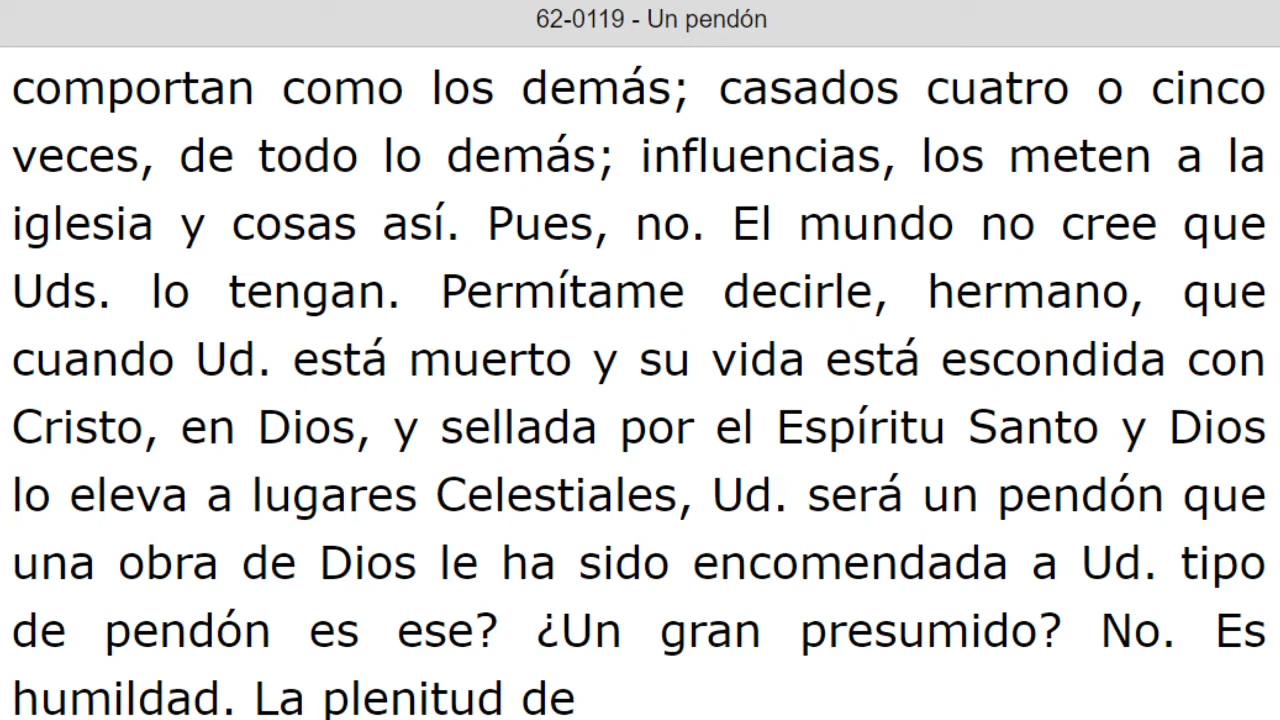 62-0119 - Un pendón
comportan como los demás; casados cuatro o cinco
veces, de todo lo demás; influencias, los meten a la
iglesia y cosas así. Pues, no. El mundo no cree que
Uds. lo tengan. Permítame decirle, hermano, que
cuando Ud. está muerto y su vida está escondida con
Cristo, en Dios, y sellada por el Espíritu Santo y Dios
lo eleva a lugares Celestiales, Ud. será un pendón que
una obra de Dios le ha sido encomendada a Ud. tipo
de pendón es ese? ¿Un gran presumido? No. Es
humildad. La plenitud de